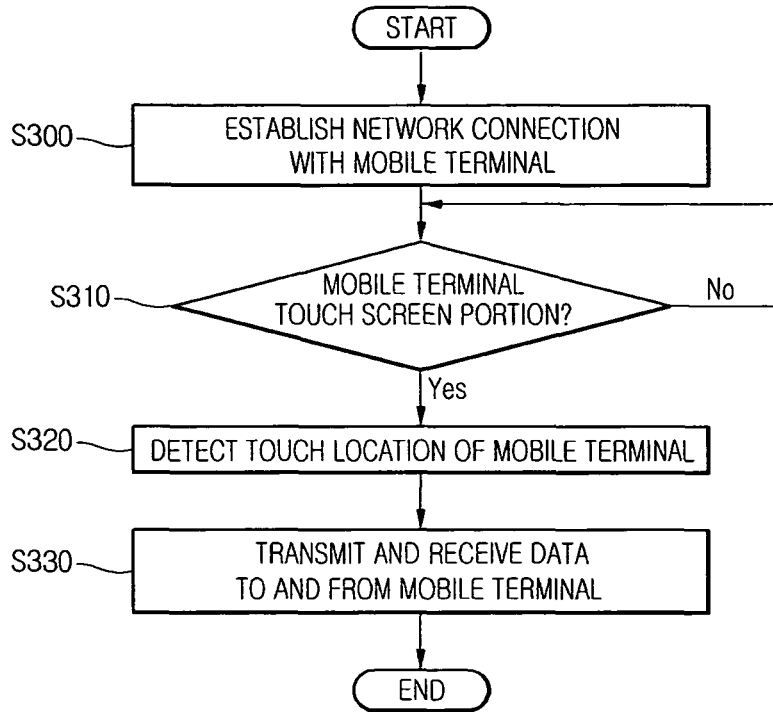 START
S300
ESTABLISH NETWORK CONNECTION
WITH MOBILE TERMINAL
S310
MOBILE TERMINAL
TOUCH SCREEN PORTION?
No
Yes
S320
DETECT TOUCH LOCATION OF MOBILE TERMINAL
S330
TRANSMIT AND RECEIVE DATA
TO AND FROM MOBILE TERMINAL
END